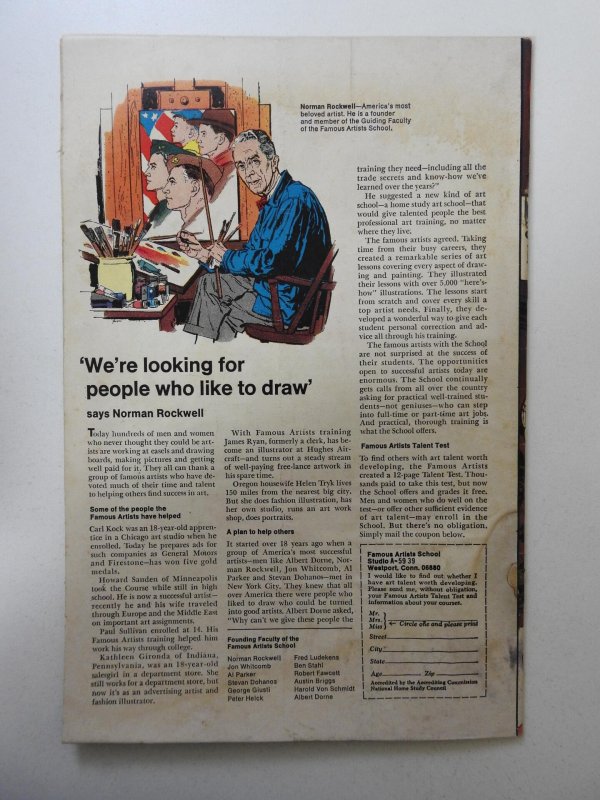 Norman Rockwell—America's most
beloved artist. He is a founder
and member of the Guiding Faculty
of the Famous Artists School.
'We're looking for
people who like to draw'
says Norman Rockwell
Today hundreds of men and women
who never thought they could be art-
ists are working at easels and drawing
boards, making pictures and getting
well paid for it. They all can thank a
group of famous artists who have de-
voted much of their time and talent
to helping others find success in art.
Some of the people the
Famous Artists have helped
Carl Kock was an 18-year-old appren-
tice in a Chicago art studio when he
enrolled. Today he prepares ads for
such companies as General Motors
and Firestone—has won five gold
medals.
Howard Sanden of Minneapolis
took the Course while still in high
school. He is now a successful artist—
recently he and his wife traveled
through Europe and the Middle East
on important art assignments.
Paul Sullivan enrolled at 14. His
Famous Artists training helped him
work his way through college.
Kathleen Gironda of Indiana,
Pennsylvania, was an 18-year-old
salesgirl in a department store. She
still works for a department store, but
now it's as an advertising artist and
fashion illustrator.
With Famous Artists training
James Ryan, formerly a clerk, has be-
come an illustrator at Hughes Air-
craft—and turns out a steady stream
of well-paying free-lance artwork in
his spare time.
Oregon housewife Helen Tryk lives
150 miles from the nearest big city.
But she does fashion illustration, has
her own studio, runs an art work
shop, does portraits.
A plan to help others
It started over 18 years ago when a
group of America's most successful
artists—men like Albert Dorne, Nor-
man Rockwell, Jon Whitcomb, Al
Parker and Stevan Dohanos—met in
New York City. They knew that all
over America there were people who
liked to draw who could be turned
into good artists. Albert Dorne asked,
"Why can't we give these people the
Founding Faculty of the
Famous Artists School
Norman Rockwell
Jon Whitcomb
Al Parker
Stevan Dohanos
George Giusti
Peter Helck
Fred Ludekens
Ben Stahl
Robert Fawcett
Austin Briggs
Harold Von Schmidt
Albert Dorne
training they need—including all the
trade secrets and know-how we've
learned over the years?"
He suggested a new kind of art
school—a home study art school—that
would give talented people the best
professional art training, no matter
where they live.
The famous artists agreed. Taking
time from their busy careers, they
created a remarkable series of art
lessons covering every aspect of draw-
ing and painting. They illustrated
their lessons with over 5,000 "here's-
how" illustrations. The lessons start
from scratch and cover every skill a
top artist needs. Finally, they de-
veloped a wonderful way to give each
student personal correction and ad-
vice all through his training.
The famous artists with the School
are not surprised at the success of
their students. The opportunities
open to successful artists today are
enormous. The School continually
gets calls from all over the country
asking for practical well-trained stu-
dents—not geniuses—who can step
into full-time or part-time art jobs.
And practical, thorough training is
what the School offers.
Famous Artists Talent Test
To find others with art talent worth
developing, the Famous Artists
created a 12-page Talent Test. Thou-
sands paid to take this test, but now
the School offers and grades it free.
Men and women who do well on the
test—or offer other sufficient evidence
of art talent—may enroll in the
School. But there's no obligation.
Simply mail the coupon below.
Famous Artists School
Studio A-5939
Westport, Conn. 06880
I would like to find out whether I
have art talent worth developing.
Please send me, without obligation,
your Famous Artists Talent Test and
information about your courses.
Mr.
Mrs.
Miss
Circle one and please print
Street
City
State
Age Zip
Accredited by the Accrediting Commission
National Home Study Council